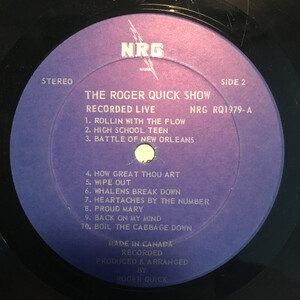 NRG
STEREO
SIDE 2
THE ROGER QUICK SHOW
RECORDED LIVE NRG RQ1979-A
1. ROLLIN WITH THE FLOW
2. HIGH SCHOOL TEEN
3. BATTLE OF NEW ORLEANS
4. HOW GREAT THOU ART
5. WIPE OUT
6. WHALENS BREAK DOWN
7. HEARTACHES BY THE NUMBER
8. PROUD MARY
9. BACK ON MY MIND
10. BOIL THE CABBAGE DOWN
MADE IN CANADA
RECORDED
PRODUCED & ARRANGED
BY
ROGER QUICK